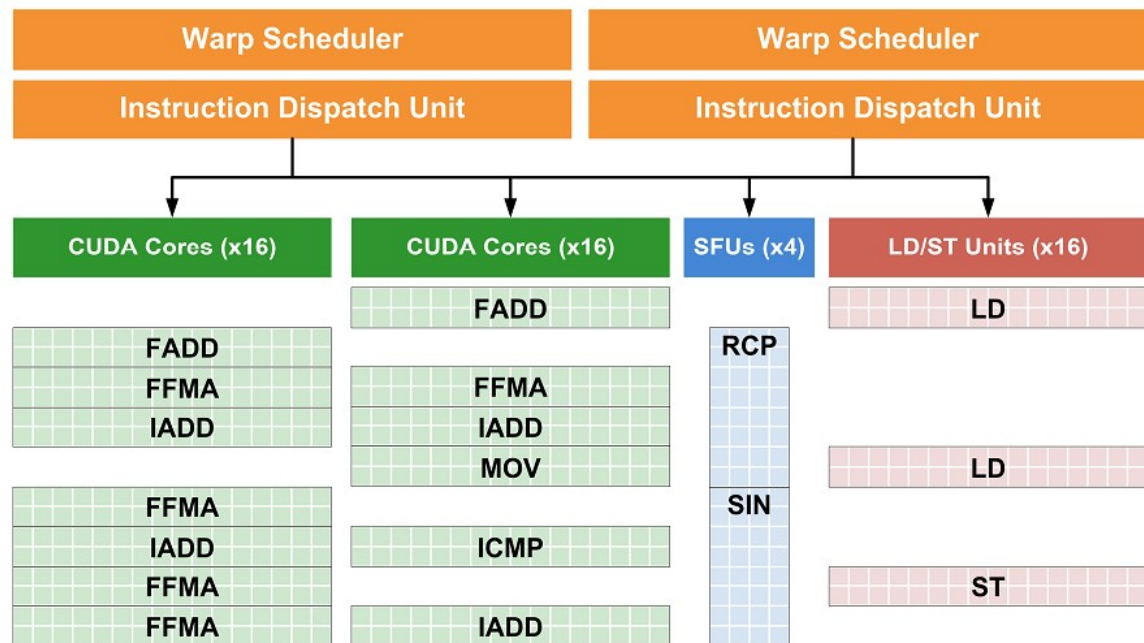 Warp Scheduler Warp Scheduler
Instruction Dispatch Unit Instruction Dispatch Unit
CUDA Cores (x16) CUDA Cores (x16) SFUs (x4) LD/ST Units (x16)
FADD LD
FADD RCP
FFMA FFMA
IADD IADD
MOV LD
FFMA SIN
IADD ICMP
FFMA ST
FFMA IADD